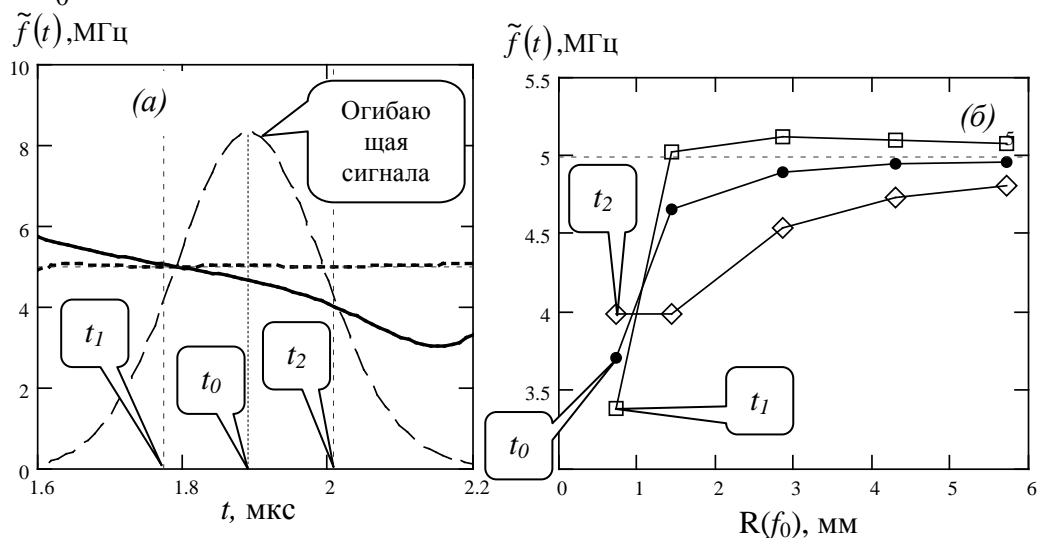 0
f̃(t),МГц
10
8
6
4
2
0
1.6
1.8
2
2.2
(а)
Огибаю
щая
сигнала
t₁
t₀
t₂
t, мкс
f̃(t),МГц
5.5
5
4.5
4
3.5
0
1
2
3
4
5
6
(б)
5
t₂
t₁
t₀
R(f₀), мм